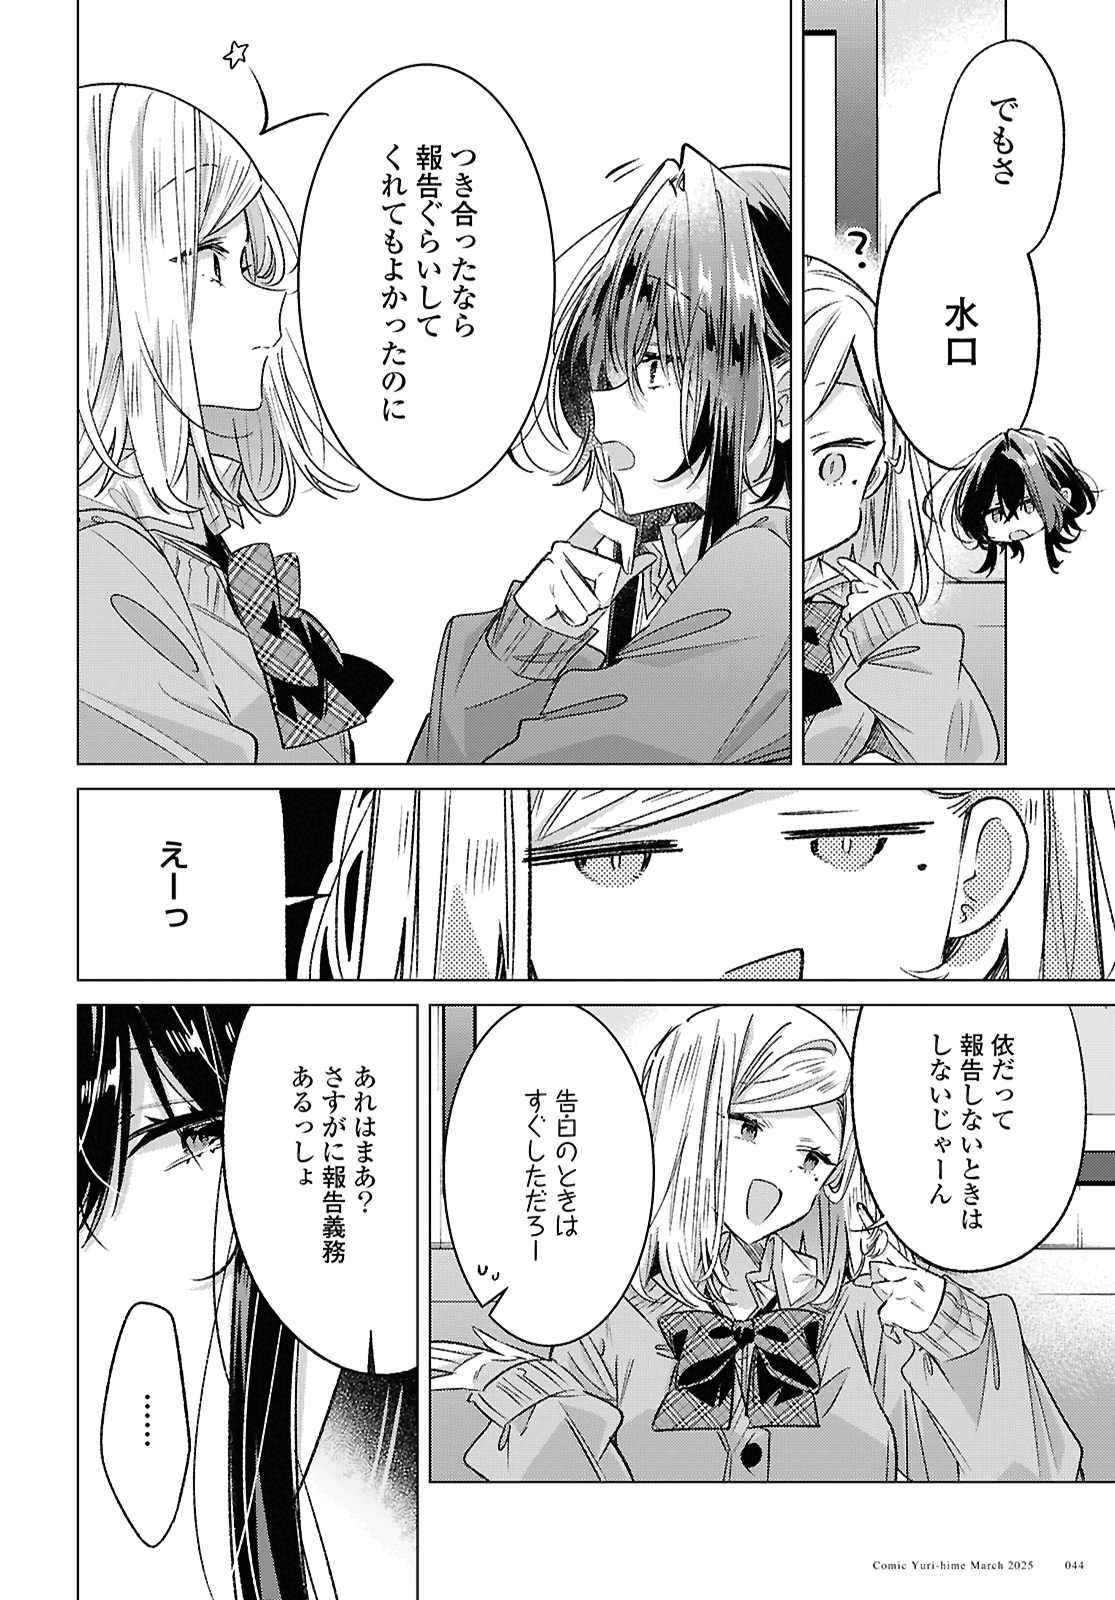 でもさ
水口
?
つき合ったなら
報告ぐらいして
くれてもよかったのに
えーっ
依だって
報告しないときは
しないじゃーん
告白のときは
すぐしただろー
あれはまあ?
さすがに報告義務
あるっしょ
……
Comic Yuri-hime March 2025 044